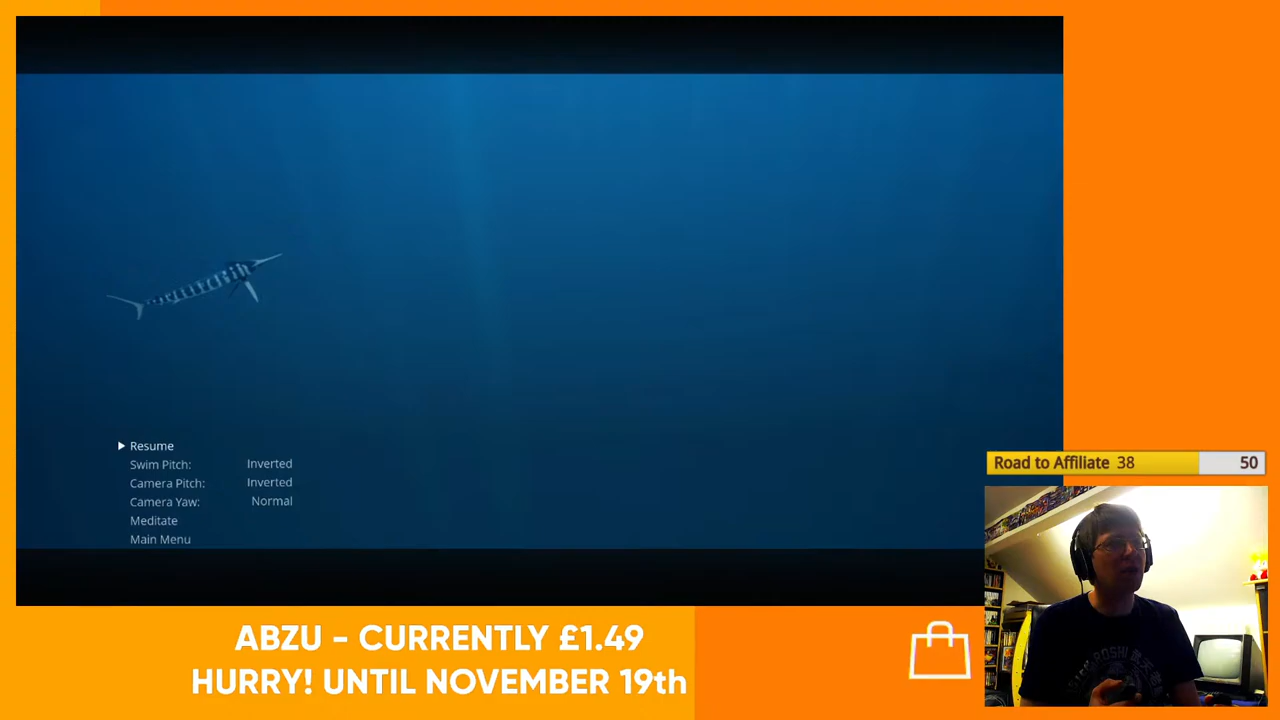 Resume
Swim Pitch: Inverted
Camera Pitch: Inverted
Camera Yaw: Normal
Meditate
Main Menu
Road to Affiliate 38 50
ABZU - CURRENTLY £1.49
HURRY! UNTIL NOVEMBER 19th